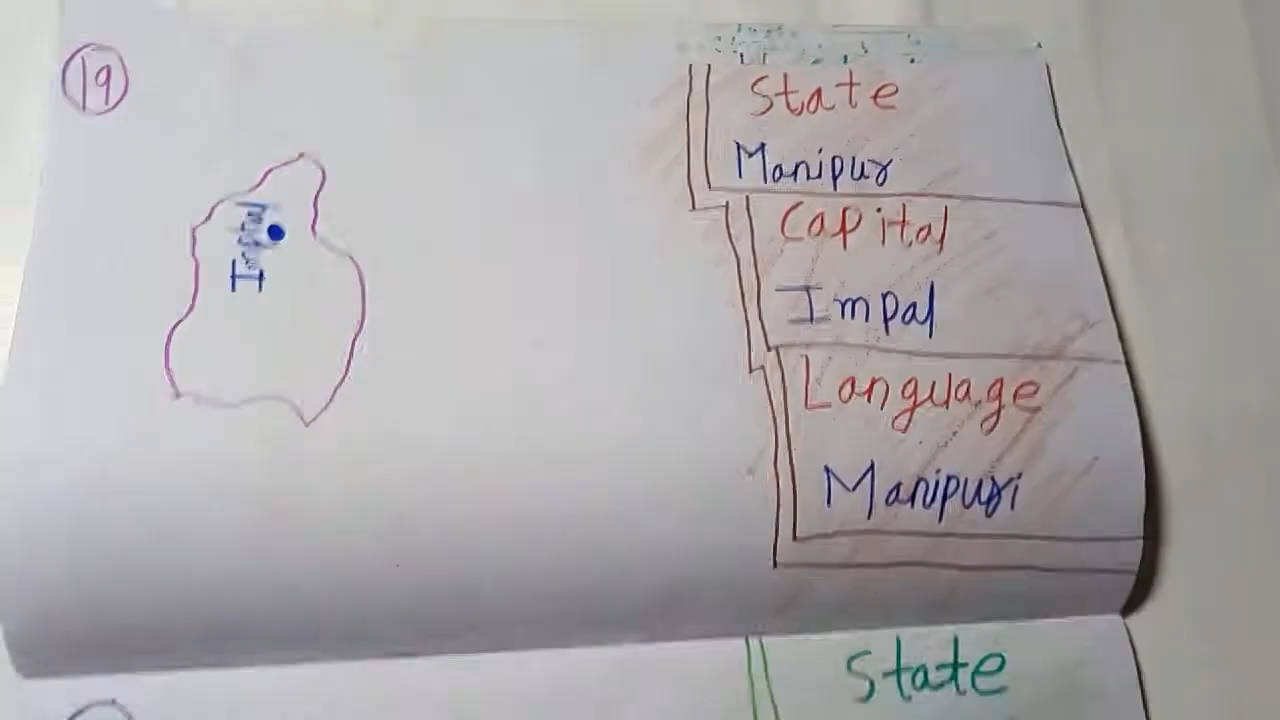 19
State
Manipur
Capital
Impal
Language
Manipuri
State